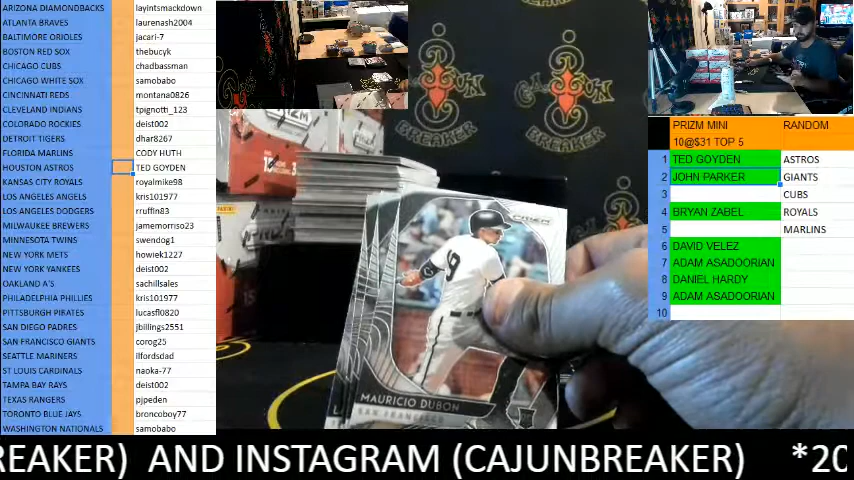 ARIZONA DIAMONDBACKS layintsmackdown
ATLANTA BRAVES laurenash2004
BALTIMORE ORIOLES jacari-7
BOSTON RED SOX thebucyk
CHICAGO CUBS chadbassman
CHICAGO WHITE SOX samobabo
CINCINNATI REDS montana0826
CLEVELAND INDIANS tpignotti_123
COLORADO ROCKIES deist002
DETROIT TIGERS dhar8267
FLORIDA MARLINS CODY HUTH
HOUSTON ASTROS TED GOYDEN
KANSAS CITY ROYALS royalmike98
LOS ANGELS ANGELS kris101977
LOS ANGELES DODGERS rruffin83
MILWAUKEE BREWERS jamemorriso23
MINNESOTA TWINS swendog1
NEW YORK METS howiek1227
NEW YORK YANKEES deist002
OAKLAND A'S sachillsales
PHILADELPHIA PHILLIES kris101977
PITTSBURGH PIRATES lucasfl0820
SAN DIEGO PADRES jbillings2551
SAN FRANCISCO GIANTS corog25
SEATTLE MARINERS ilfordsdad
ST LOUIS CARDINALS naoka-77
TAMPA BAY RAYS deist002
TEXAS RANGERS pjpeden
TORONTO BLUE JAYS broncoboy77
WASHINGTON NATIONALS samobabo
BREAKER
BREAKER
PRIZM
9
MAURICIO DUBON
SAN FRANCISCO
PRIZM MINI RANDOM
10@$31 TOP 5
1 TED GOYDEN ASTROS
2 JOHN PARKER GIANTS
3 CUBS
4 BRYAN ZABEL ROYALS
5 MARLINS
6 DAVID VELEZ
7 ADAM ASADOORIAN
8 DANIEL HARDY
9 ADAM ASADOORIAN
10
EAKER) AND INSTAGRAM (CAJUNBREAKER) *20